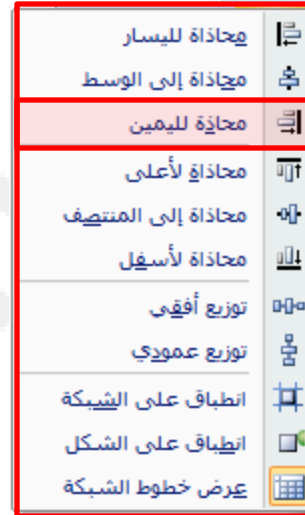 محاذاة لليسار
محاذاة إلى الوسط
محاذة لليمين
محاذاة لأعلى
محاذاة إلى المنتصف
محاذاة لأسفل
توزيع أفقي
توزيع عمودي
انطباق على الشبكة
انطباق على الشكل
عرض خطوط الشبكة